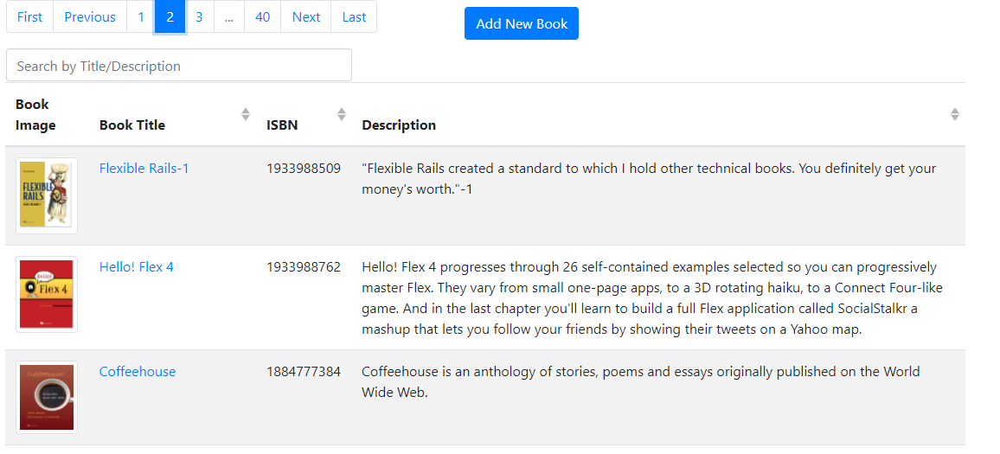 First Previous 1 2 3 ... 40 Next Last
Add New Book
Search by Title/Description
Book Image
Book Title
ISBN
Description
FLEXIBLE
RAILS
Flexible Rails-1
1933988509
"Flexible Rails created a standard to which I hold other technical books. You definitely get your
money's worth."-1
Hello!
Flex 4
Hello! Flex 4
1933988762
Hello! Flex 4 progresses through 26 self-contained examples selected so you can progressively
master Flex. They vary from small one-page apps, to a 3D rotating haiku, to a Connect Four-like
game. And in the last chapter you'll learn to build a full Flex application called SocialStalkr a
mashup that lets you follow your friends by showing their tweets on a Yahoo map.
Coffeehouse
Coffeehouse
1884777384
Coffeehouse is an anthology of stories, poems and essays originally published on the World
Wide Web.